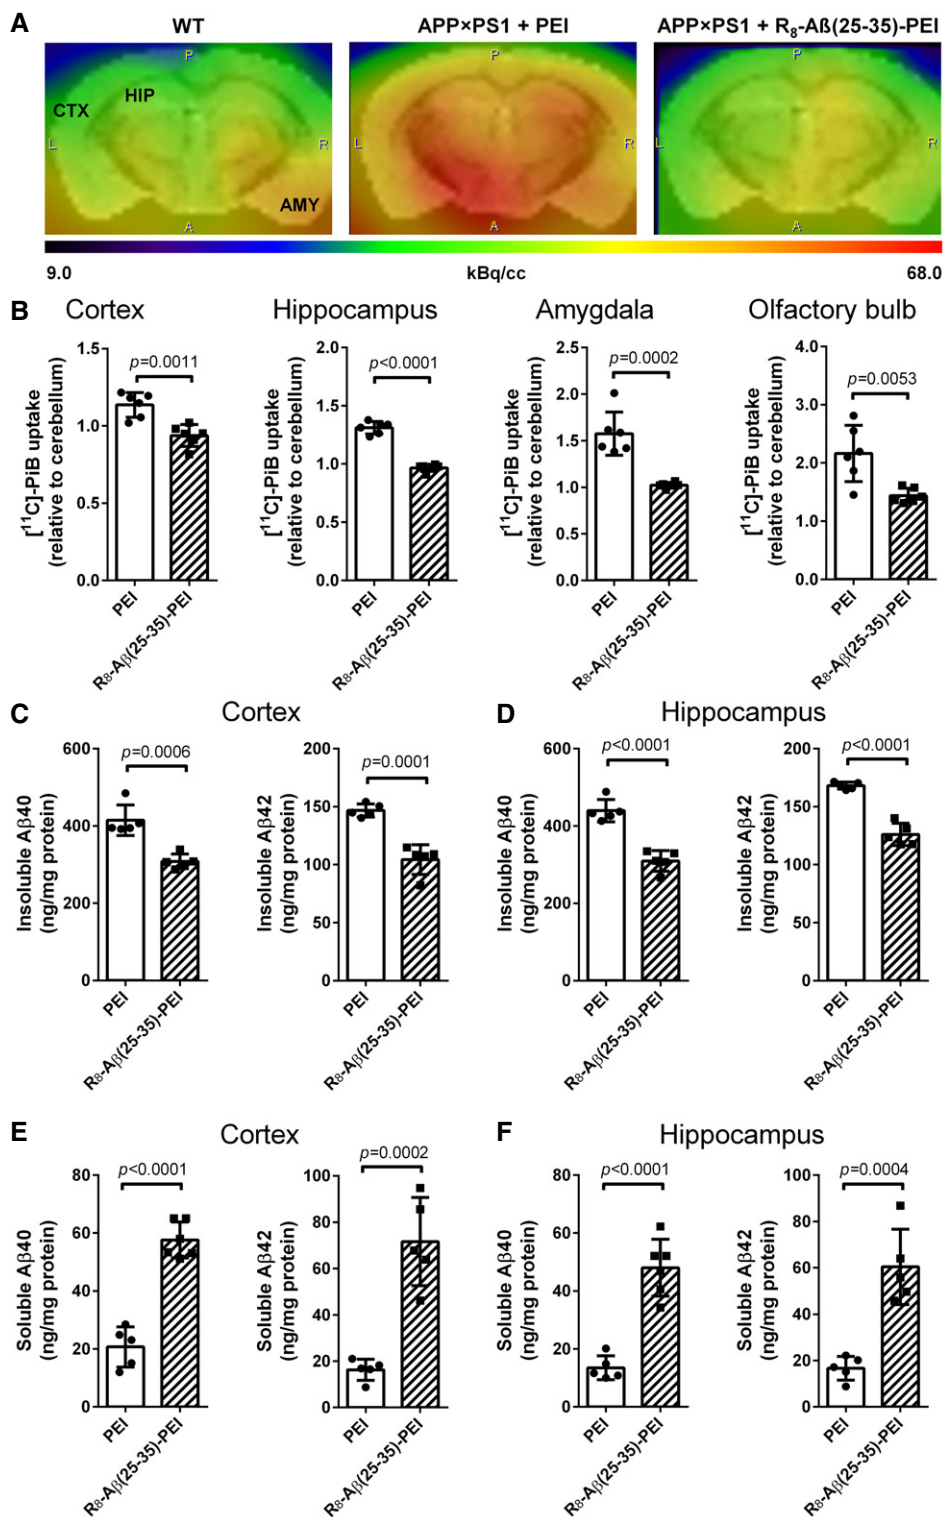 A
WT
APP×PS1 + PEI
APP×PS1 + R₈-Aß(25-35)-PEI
P
P
P
CTX
HIP
L
R
L
R
L
R
AMY
A
A
A
9.0
kBq/cc
68.0
B
Cortex
Hippocampus
Amygdala
Olfactory bulb
[¹¹C]-PiB uptake
(relative to cerebellum)
1.5
1.0
0.5
0.0
p=0.0011
PEI
R₈-Aβ(25-35)-PEI
[¹¹C]-PiB uptake
(relative to cerebellum)
2.0
1.5
1.0
0.5
0.0
p<0.0001
PEI
R₈-Aβ(25-35)-PEI
[¹¹C]-PiB uptake
(relative to cerebellum)
2.5
2.0
1.5
1.0
0.5
0.0
p=0.0002
PEI
R₈-Aβ(25-35)-PEI
[¹¹C]-PiB uptake
(relative to cerebellum)
4.0
3.0
2.0
1.0
0.0
p=0.0053
PEI
R₈-Aβ(25-35)-PEI
C
Cortex
Insoluble Aβ40
(ng/mg protein)
600
400
200
0
p=0.0006
PEI
R₈-Aβ(25-35)-PEI
Insoluble Aβ42
(ng/mg protein)
200
150
100
50
0
p=0.0001
PEI
R₈-Aβ(25-35)-PEI
D
Hippocampus
Insoluble Aβ40
(ng/mg protein)
600
400
200
0
p<0.0001
PEI
R₈-Aβ(25-35)-PEI
Insoluble Aβ42
(ng/mg protein)
200
150
100
50
0
p<0.0001
PEI
R₈-Aβ(25-35)-PEI
E
Cortex
Soluble Aβ40
(ng/mg protein)
80
60
40
20
0
p<0.0001
PEI
R₈-Aβ(25-35)-PEI
Soluble Aβ42
(ng/mg protein)
100
80
60
40
20
0
p=0.0002
PEI
R₈-Aβ(25-35)-PEI
F
Hippocampus
Soluble Aβ40
(ng/mg protein)
80
60
40
20
0
p<0.0001
PEI
R₈-Aβ(25-35)-PEI
Soluble Aβ42
(ng/mg protein)
100
80
60
40
20
0
p=0.0004
PEI
R₈-Aβ(25-35)-PEI